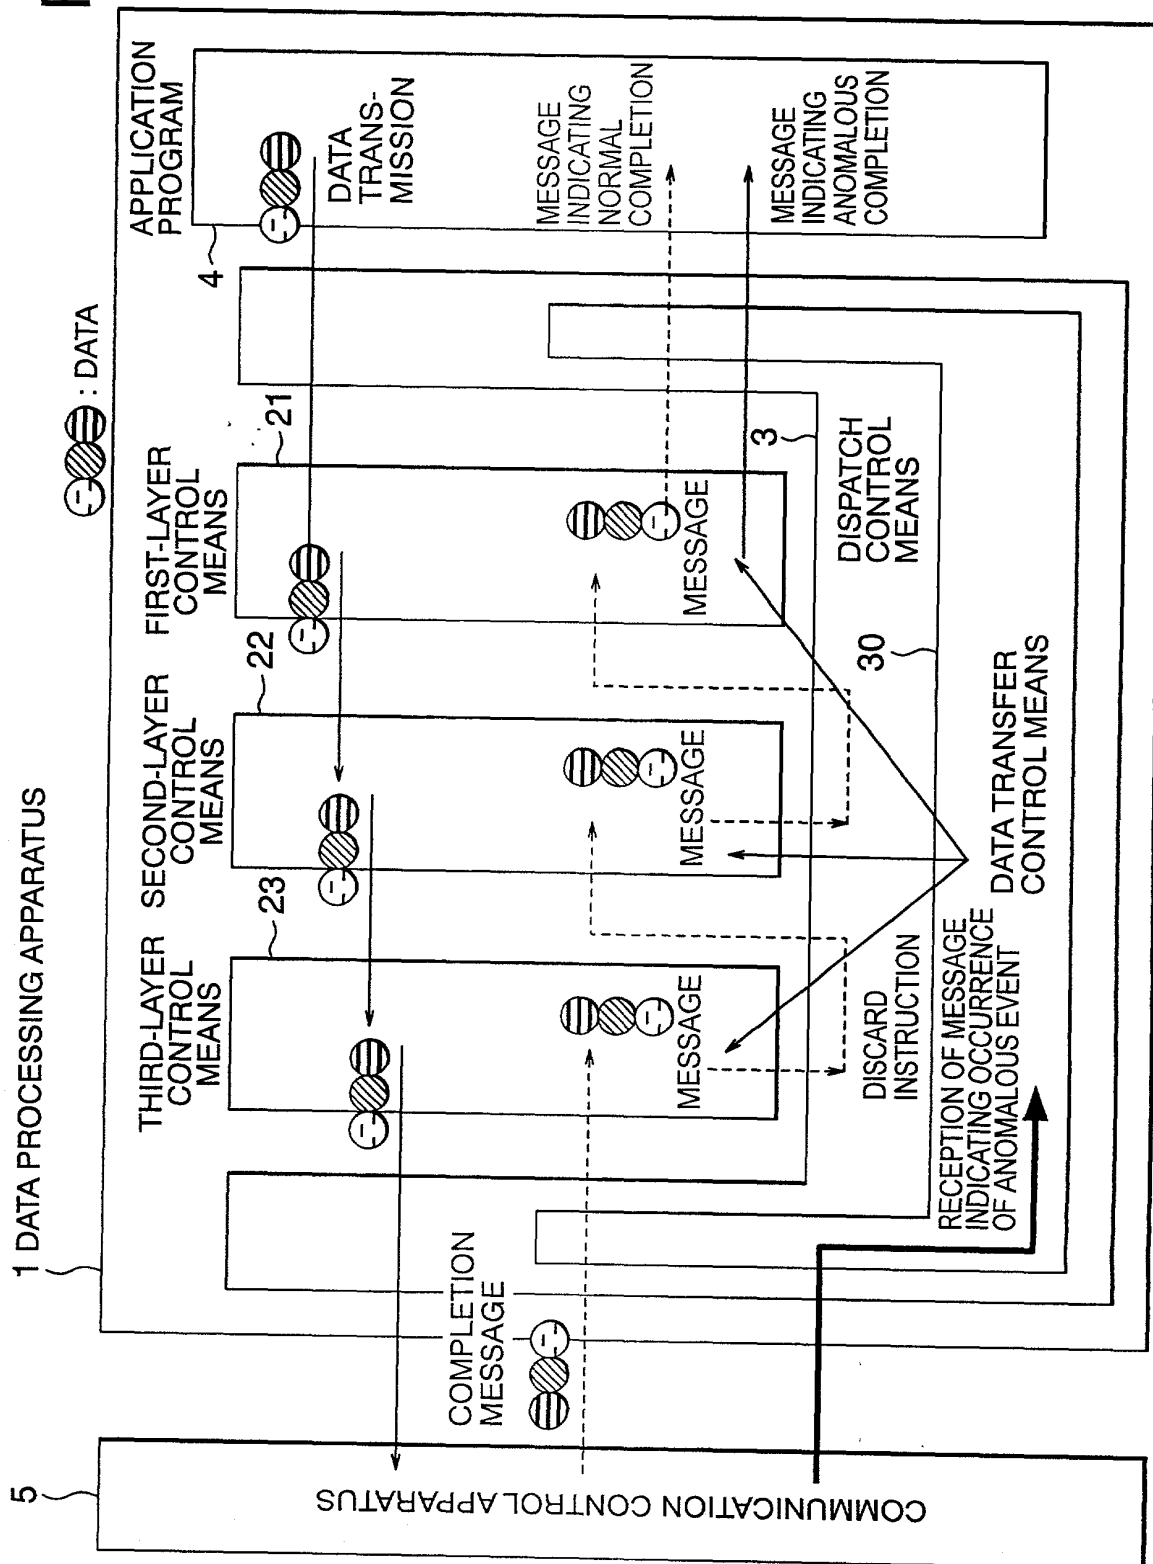 1 DATA PROCESSING APPARATUS
: DATA
5
COMMUNICATION CONTROL APPARATUS
COMPLETION
MESSAGE
THIRD-LAYER
CONTROL
MEANS
23
SECOND-LAYER
CONTROL
MEANS
22
FIRST-LAYER
CONTROL
MEANS
21
APPLICATION
PROGRAM
4
DATA
TRANS-
MISSION
MESSAGE
INDICATING
NORMAL
COMPLETION
MESSAGE
INDICATING
ANOMALOUS
COMPLETION
MESSAGE
MESSAGE
MESSAGE
3
DISCARD
INSTRUCTION
DISPATCH
CONTROL
MEANS
30
RECEPTION OF MESSAGE
INDICATING OCCURRENCE
OF ANOMALOUS EVENT
DATA TRANSFER
CONTROL MEANS